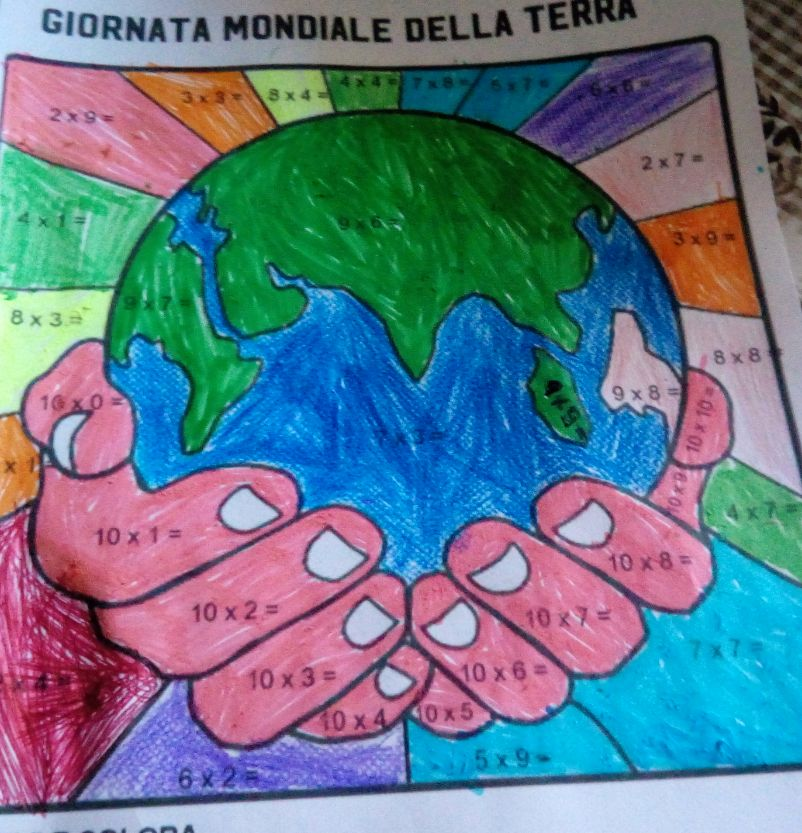 GIORNATA MONDIALE DELLA TERRA
2 x 9 =
3 x 3 =
8 x 4 =
4 x 4 =
7 x 8 =
5 x 7 =
6 x 6 =
2 x 7 =
4 x 1 =
9 x 6 =
3 x 9 =
9 x 7 =
8 x 3 =
8 x 8 =
10 x 0 =
9 x 8 =
9 x 5 =
10 x 10 =
7 x 3 =
x 1
10 x 9
4 x 7 =
10 x 1 =
10 x 8 =
10 x 2 =
10 x 7 =
7 x 7 =
x 4 =
10 x 3 =
10 x 6 =
10 x 4
10 x 5
5 x 9 =
6 x 2 =
COLORA